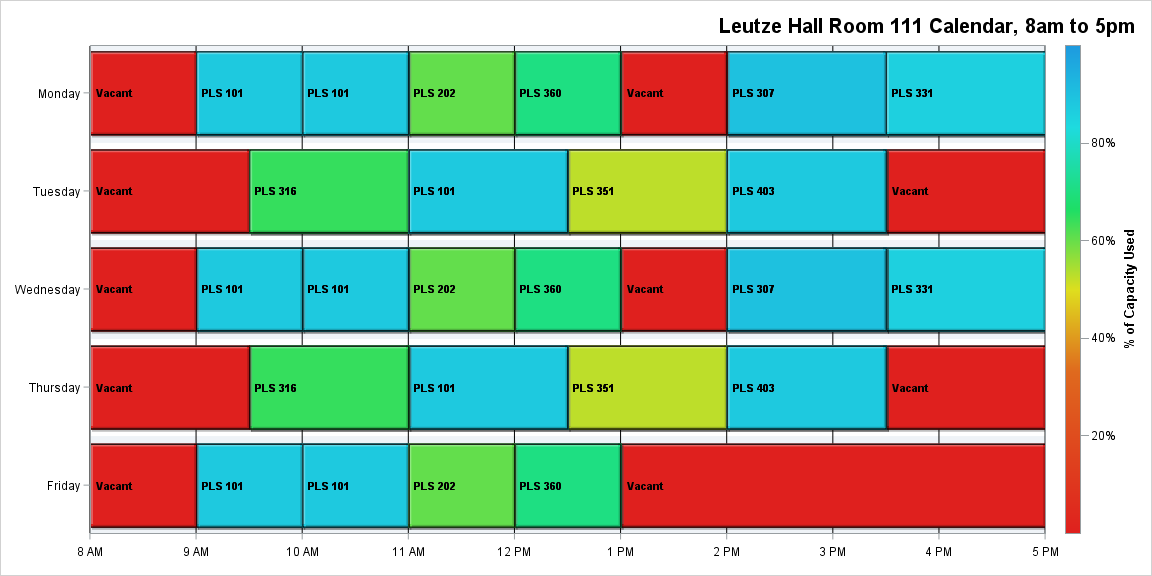 Leutze Hall Room 111 Calendar, 8am to 5pm
Monday
Vacant
PLS 101
PLS 101
PLS 202
PLS 360
Vacant
PLS 307
PLS 331
Tuesday
Vacant
PLS 316
PLS 101
PLS 351
PLS 403
Vacant
Wednesday
Vacant
PLS 101
PLS 101
PLS 202
PLS 360
Vacant
PLS 307
PLS 331
Thursday
Vacant
PLS 316
PLS 101
PLS 351
PLS 403
Vacant
Friday
Vacant
PLS 101
PLS 101
PLS 202
PLS 360
Vacant
8 AM
9 AM
10 AM
11 AM
12 PM
1 PM
2 PM
3 PM
4 PM
5 PM
80%
60%
40%
20%
% of Capacity Used